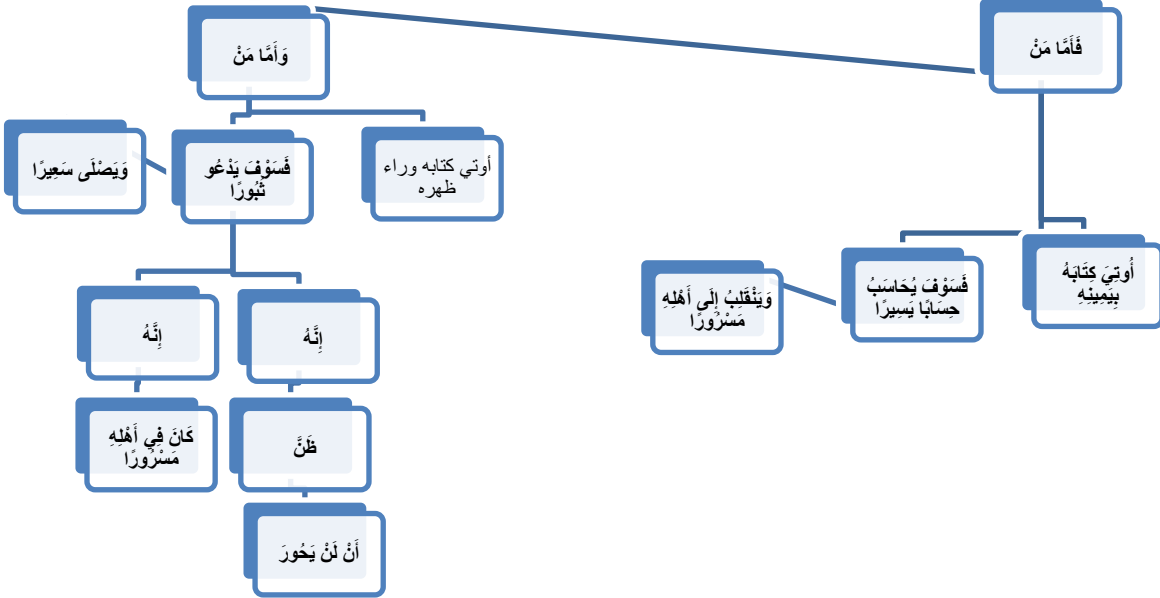 فَأَمَّا مَنْ
أُوتِيَ كِتَابَهُ
بِيَمِينِهِ
فَسَوْفَ يُحَاسَبُ
حِسَابًا يَسِيرًا
وَيَنْقَلِبُ إِلَى أَهْلِهِ
مَسْرُورًا
وَأَمَّا مَنْ
أوتي كتابه وراء
ظهره
فَسَوْفَ يَدْعُو
ثُبُورًا
وَيَصْلَى سَعِيرًا
إِنَّهُ
ظَنَّ
أَنْ لَنْ يَحُورَ
إِنَّهُ
كَانَ فِي أَهْلِهِ
مَسْرُورًا